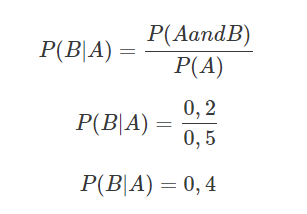 P(B|A) = P(AandB) / P(A)
P(B|A) = 0,2 / 0,5
P(B|A) = 0,4